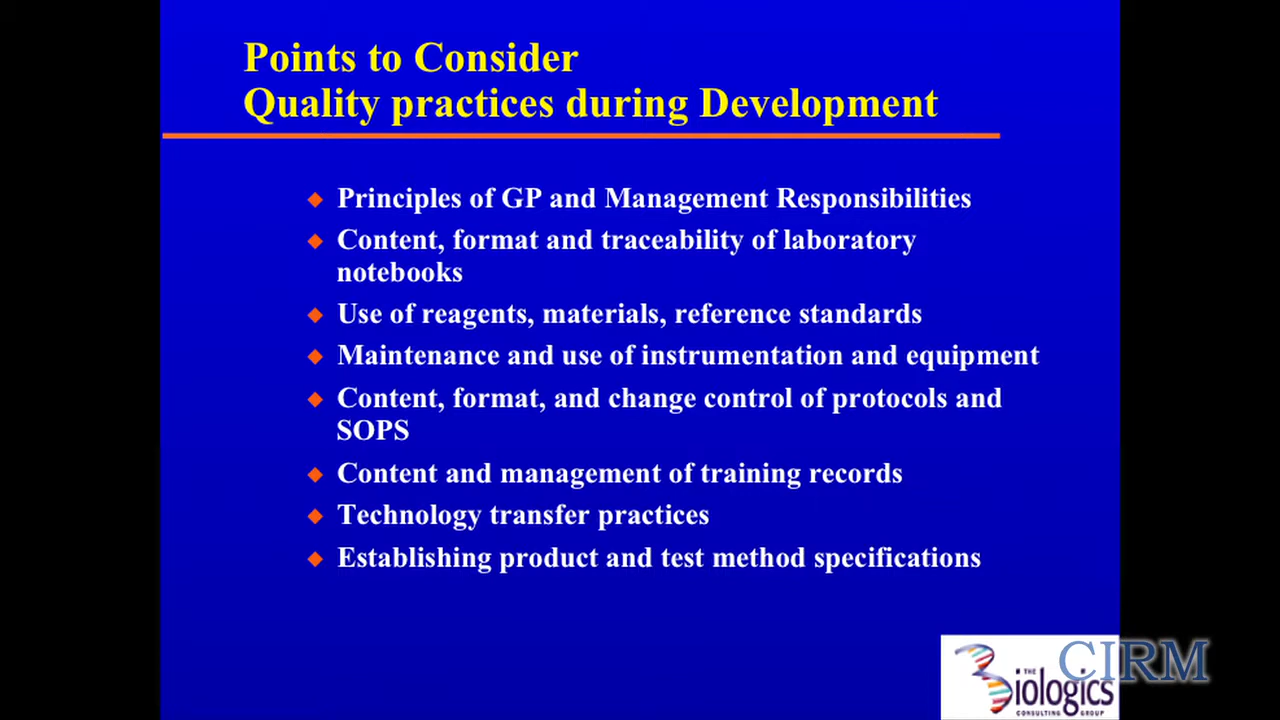 Points to Consider
Quality practices during Development
Principles of GP and Management Responsibilities
Content, format and traceability of laboratory
notebooks
Use of reagents, materials, reference standards
Maintenance and use of instrumentation and equipment
Content, format, and change control of protocols and
SOPS
Content and management of training records
Technology transfer practices
Establishing product and test method specifications
THE
Biologics
CONSULTING GROUP
CIRM